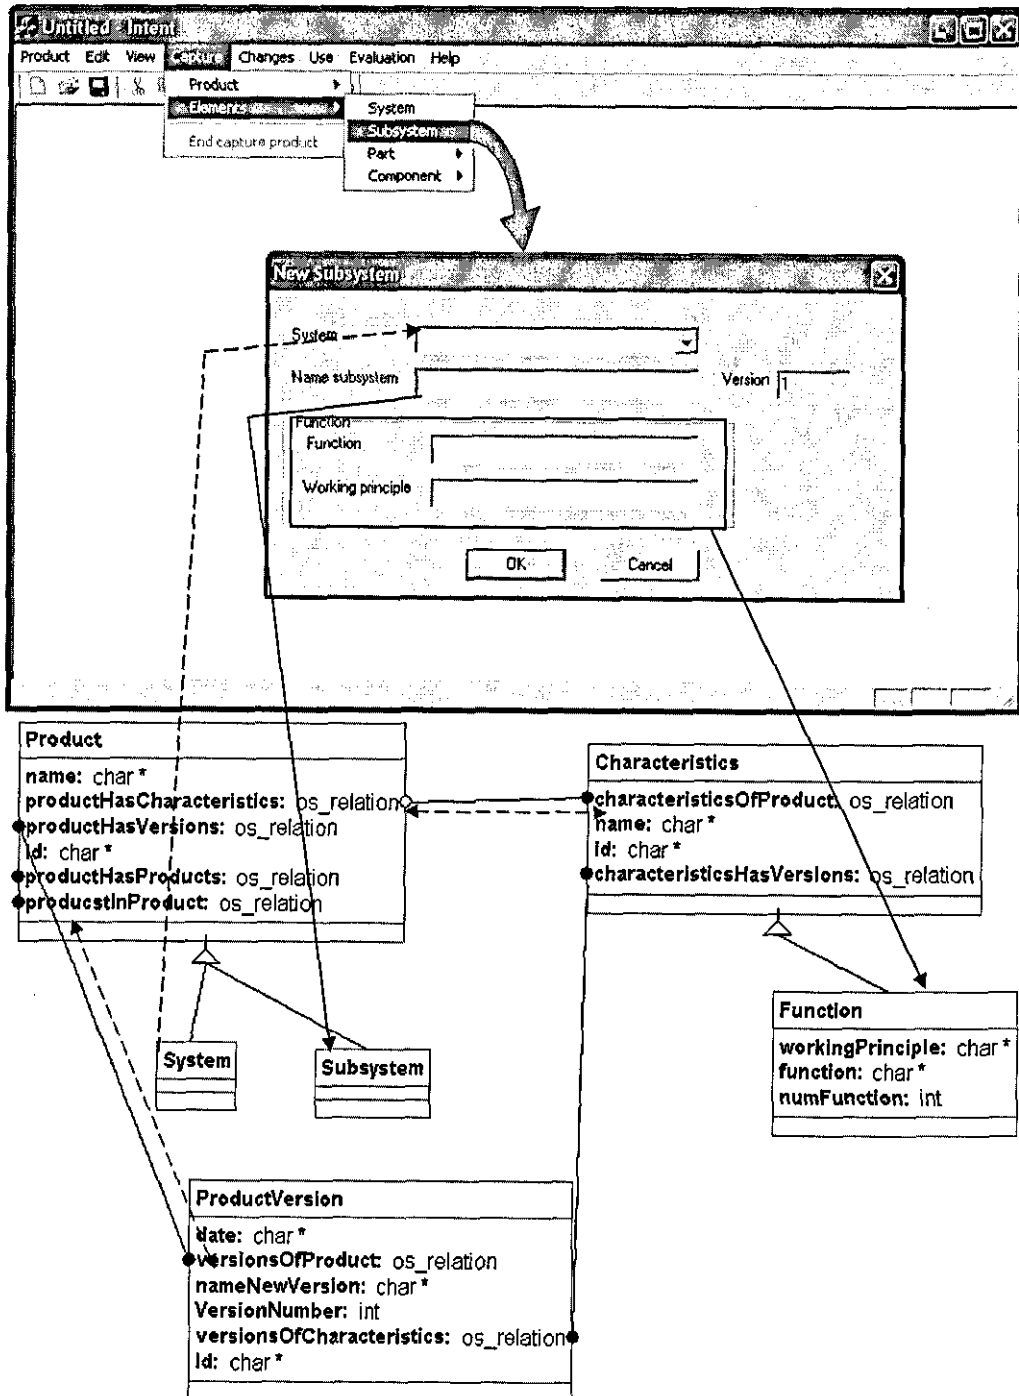 Untitled - Intent
Product Edit View Capture Changes Use Evaluation Help
Product
Elements
End capture product
System
Subsystem
Part
Component
New Subsystem
System
Name subsystem
Version 1
Function
Function
Working principle
OK Cancel
Product
name: char *
productHasCharacteristics: os_relation
productHasVersions: os_relation
id: char *
productHasProducts: os_relation
producstInProduct: os_relation
Characteristics
characteristicsOfProduct: os_relation
name: char *
id: char *
characteristicsHasVersions: os_relation
System
Subsystem
Function
workingPrinciple: char *
function: char *
numFunction: int
ProductVersion
date: char *
versionsOfProduct: os_relation
nameNewVersion: char *
VersionNumber: int
versionsOfCharacteristics: os_relation
Id: char *